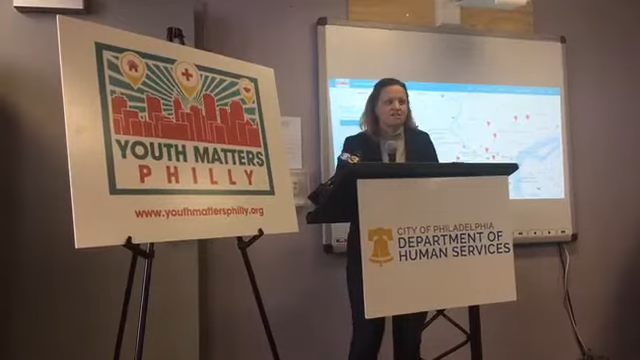 YOUTH MATTERS
PHILLY
www.youthmattersphilly.org
CITY OF PHILADELPHIA
DEPARTMENT OF
HUMAN SERVICES